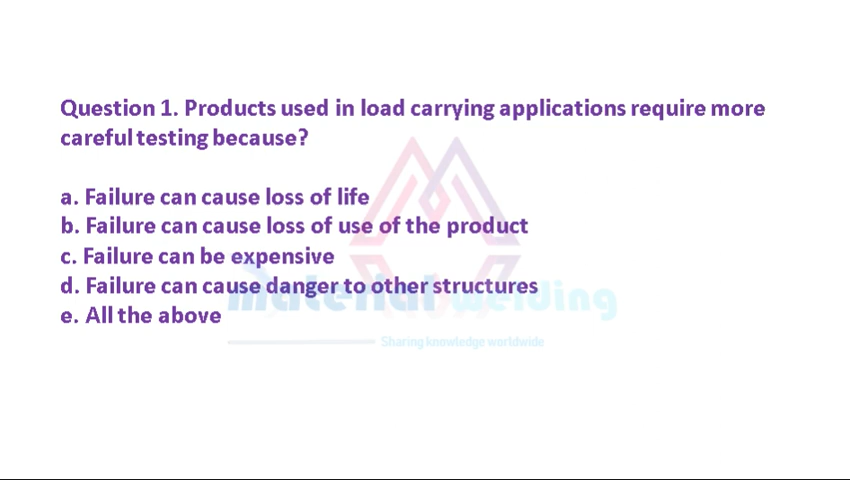 Question 1. Products used in load carrying applications require more
careful testing because?
a. Failure can cause loss of life
b. Failure can cause loss of use of the product
c. Failure can be expensive
d. Failure can cause danger to other structures
e. All the above
materialwelding
Sharing knowledge worldwide